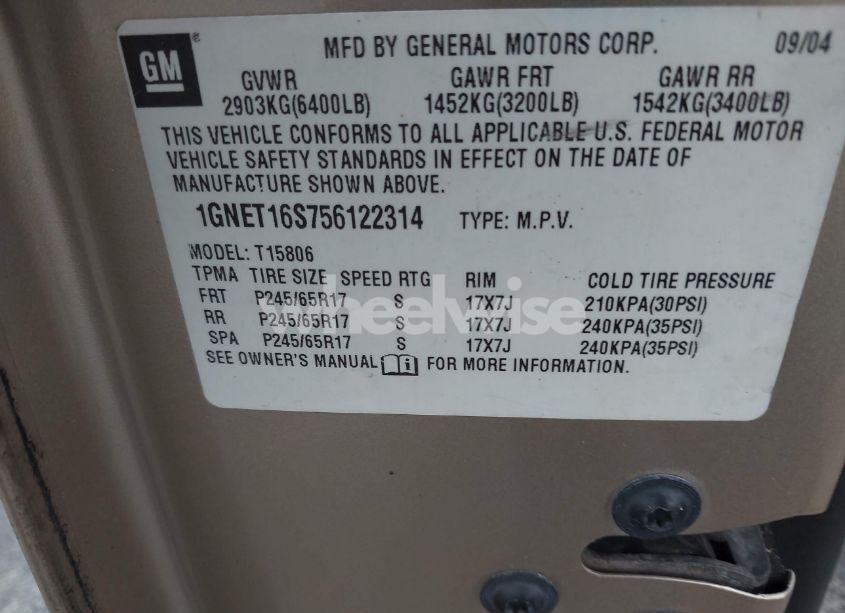 GM
MFD BY GENERAL MOTORS CORP. 09/04
GVWR GAWR FRT GAWR RR
2903KG(6400LB) 1452KG(3200LB) 1542KG(3400LB)
THIS VEHICLE CONFORMS TO ALL APPLICABLE U.S. FEDERAL MOTOR
VEHICLE SAFETY STANDARDS IN EFFECT ON THE DATE OF
MANUFACTURE SHOWN ABOVE.
1GNET16S756122314 TYPE: M.P.V.
MODEL: T15806
TPMA TIRE SIZE SPEED RTG RIM COLD TIRE PRESSURE
FRT P245/65R17 S 17X7J 210KPA(30PSI)
RR P245/65R17 S 17X7J 240KPA(35PSI)
SPA P245/65R17 S 17X7J 240KPA(35PSI)
SEE OWNER'S MANUAL FOR MORE INFORMATION.
wheelwise